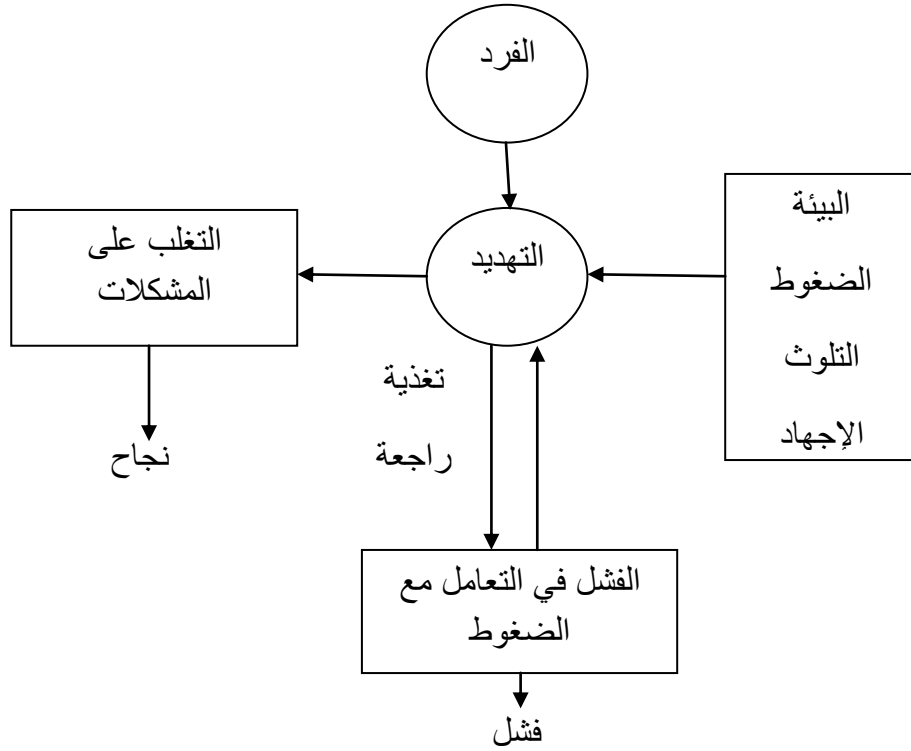 الفرد
البيئة
الضغوط
التلوث
الإجهاد
التهديد
التغلب على
المشكلات
تغذية
راجعة
نجاح
الفشل في التعامل مع
الضغوط
فشل